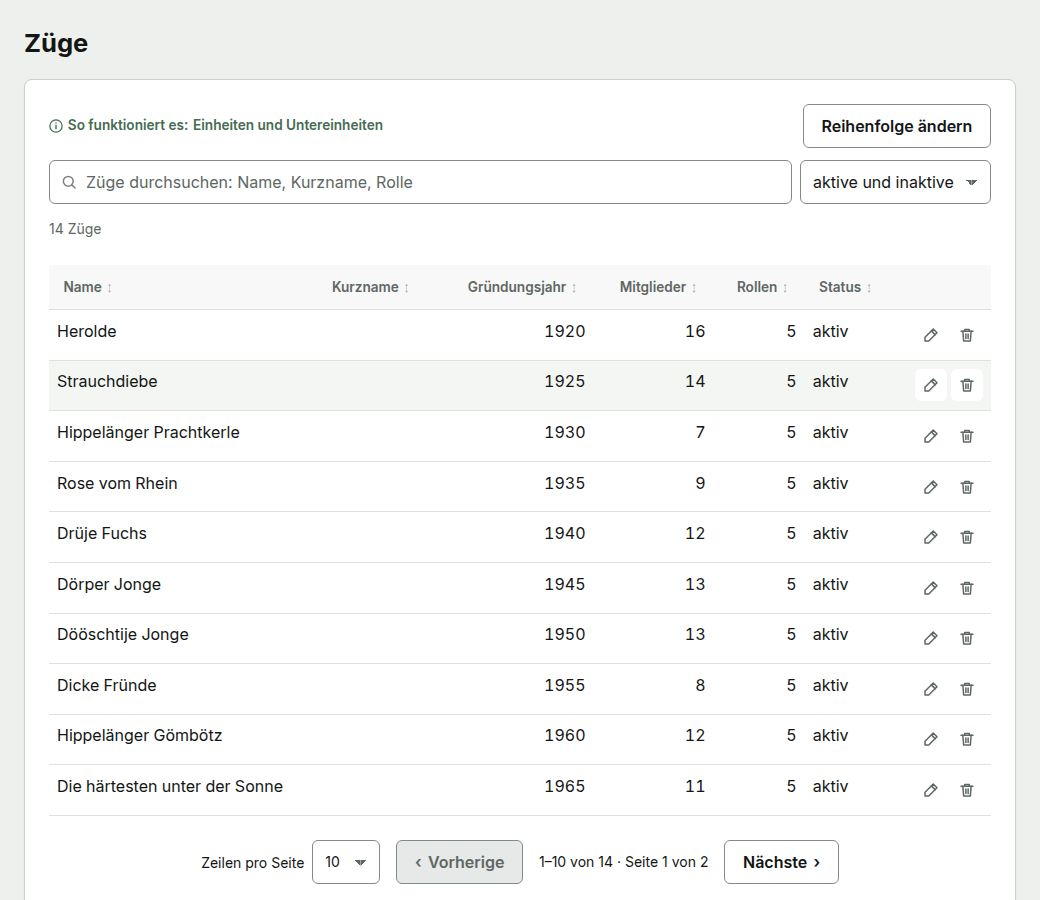 Züge
So funktioniert es: Einheiten und Untereinheiten
Reihenfolge ändern
Züge durchsuchen: Name, Kurzname, Rolle
aktive und inaktive
14 Züge
Name Kurzname Gründungsjahr Mitglieder Rollen Status
Herolde 1920 16 5 aktiv
Strauchdiebe 1925 14 5 aktiv
Hippelänger Prachtkerle 1930 7 5 aktiv
Rose vom Rhein 1935 9 5 aktiv
Drüje Fuchs 1940 12 5 aktiv
Dörper Jonge 1945 13 5 aktiv
Dööschtije Jonge 1950 13 5 aktiv
Dicke Fründe 1955 8 5 aktiv
Hippelänger Gömbötz 1960 12 5 aktiv
Die härtesten unter der Sonne 1965 11 5 aktiv
Zeilen pro Seite 10 ‹ Vorherige 1–10 von 14 · Seite 1 von 2 Nächste ›